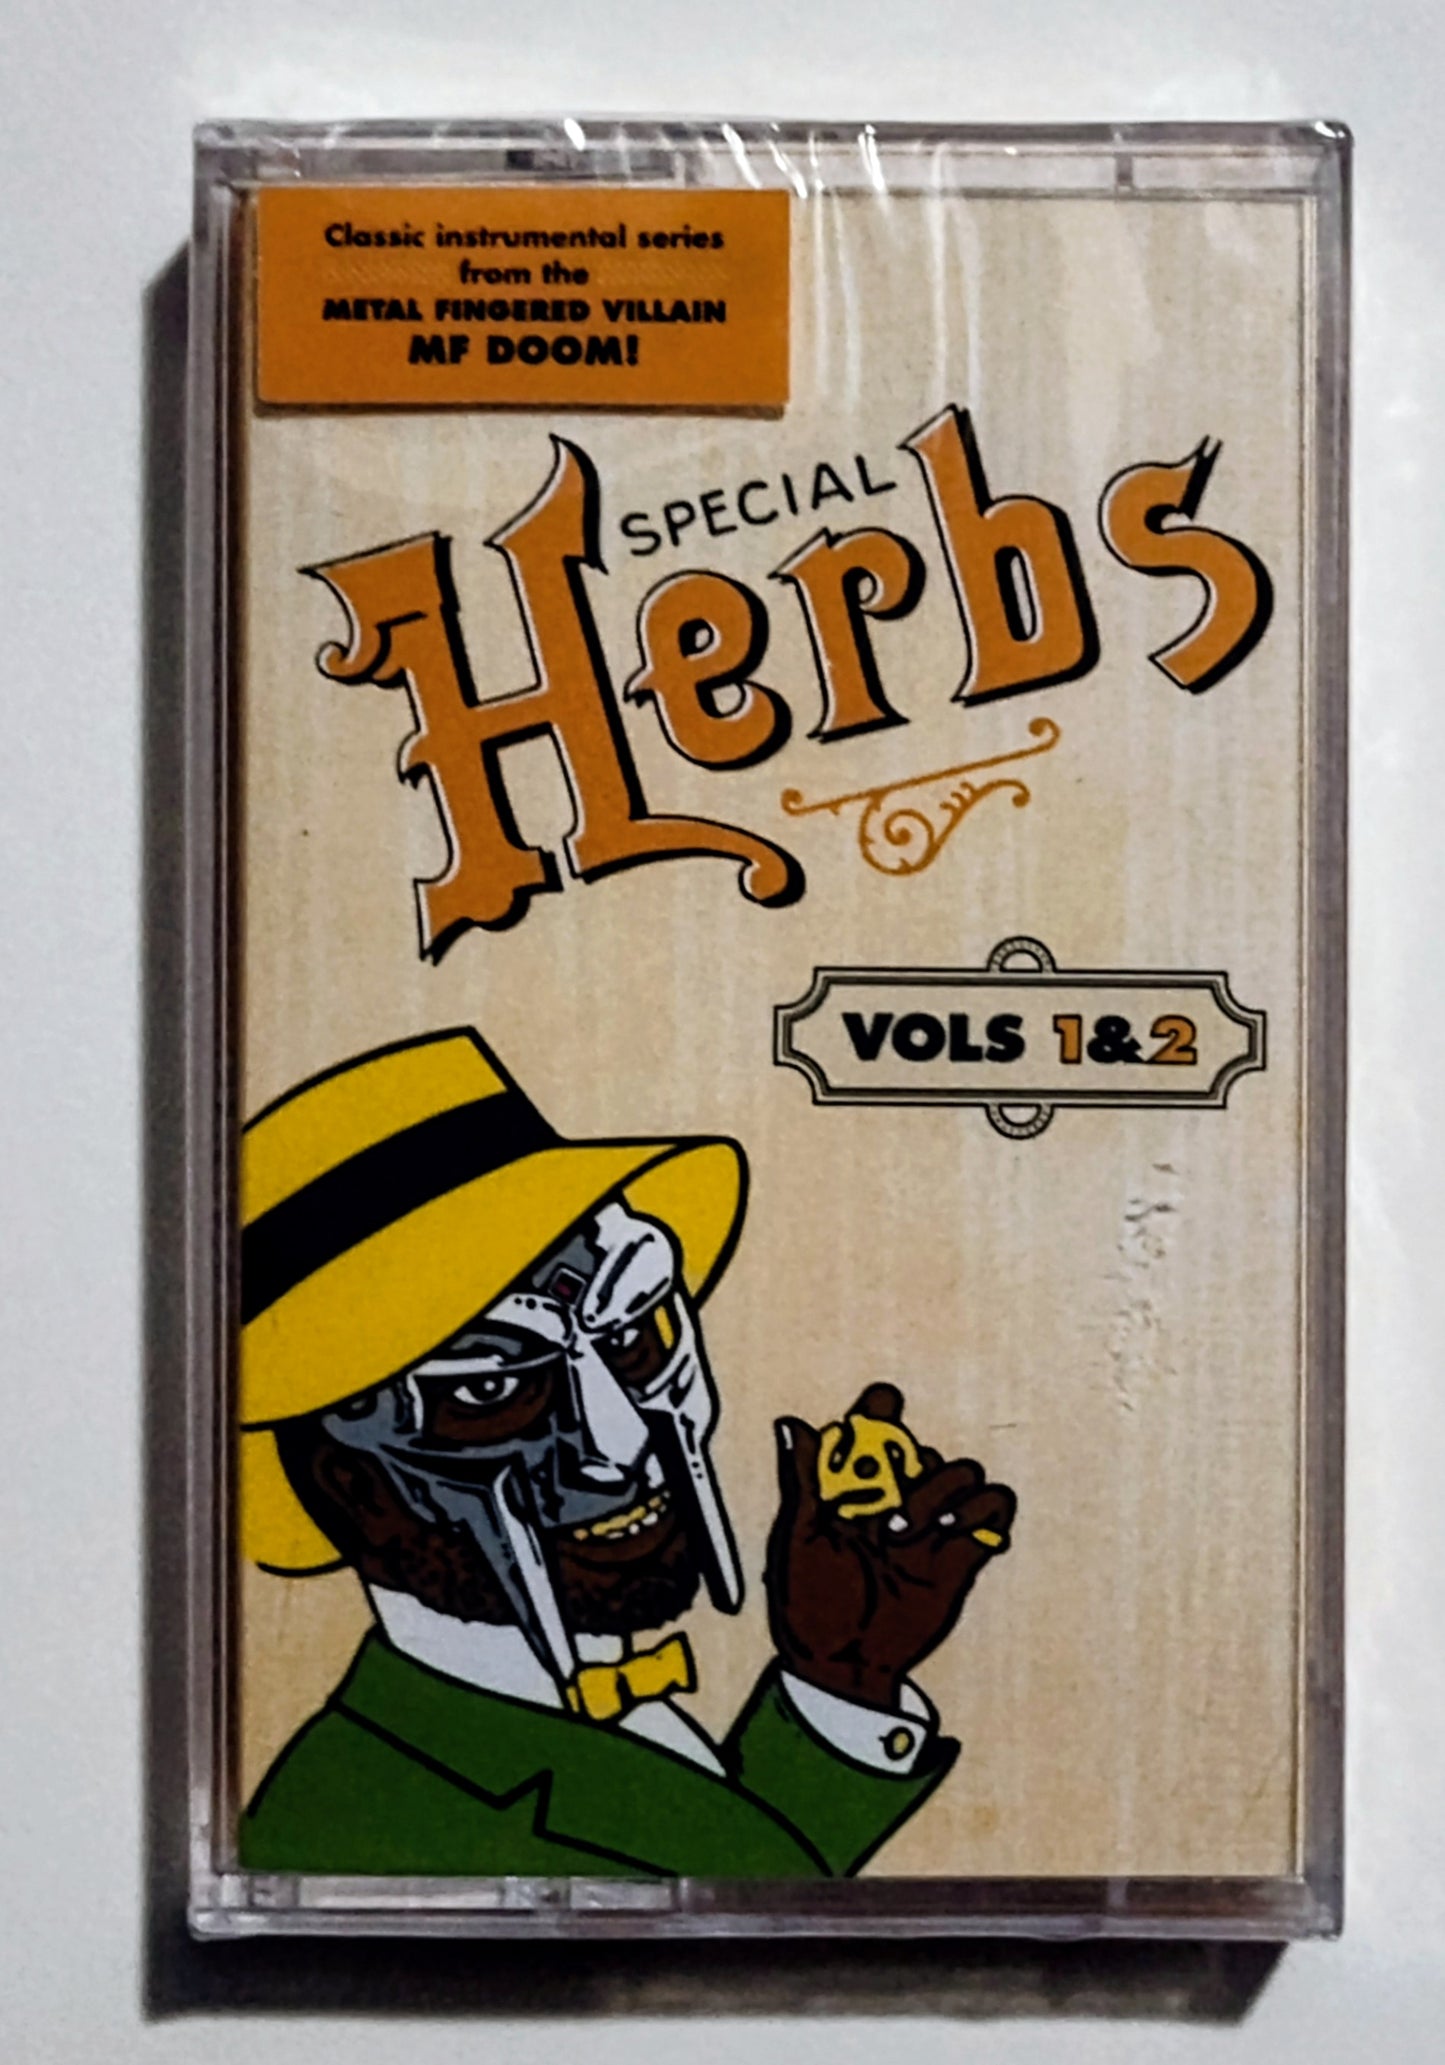 Classic instrumental series
from the
METAL FINGERED VILLAIN
MF DOOM!
SPECIAL
Herbs
VOLS 1&2